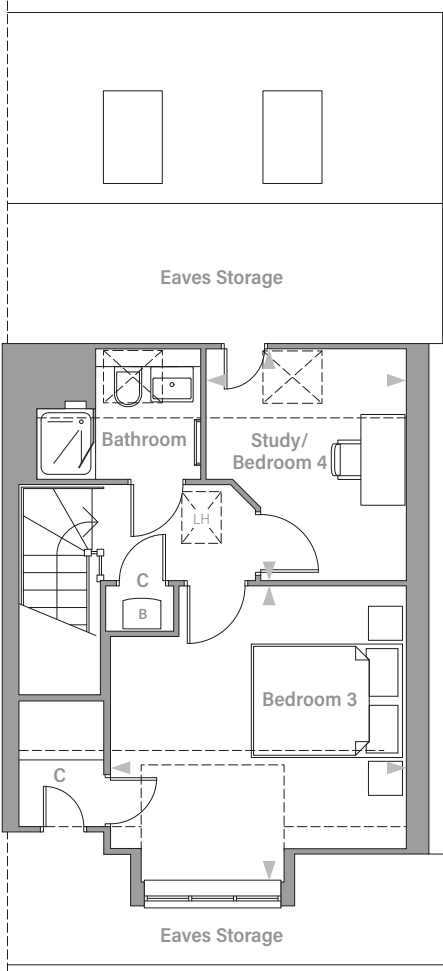 Eaves Storage
Bathroom
Study/
Bedroom 4
LH
C
B
Bedroom 3
C
Eaves Storage